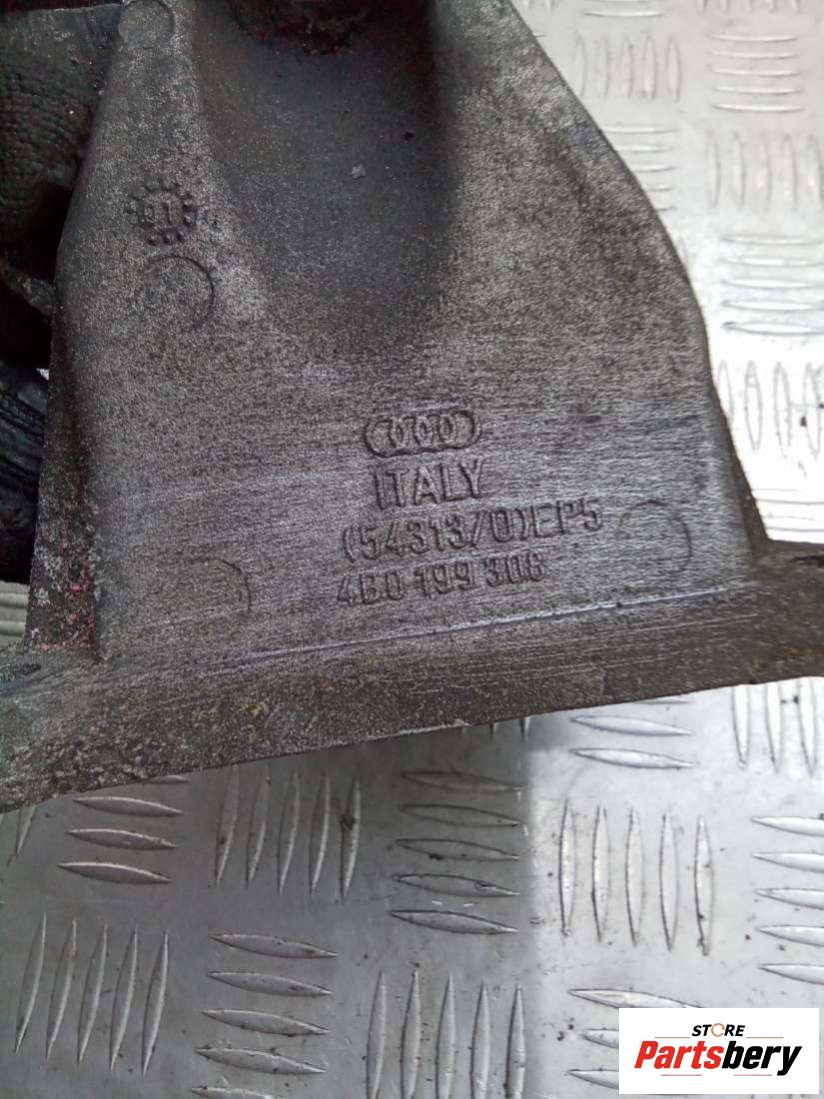 ITALY
(54313/0)EP5
4B0 199 308
STORE
Partsbery